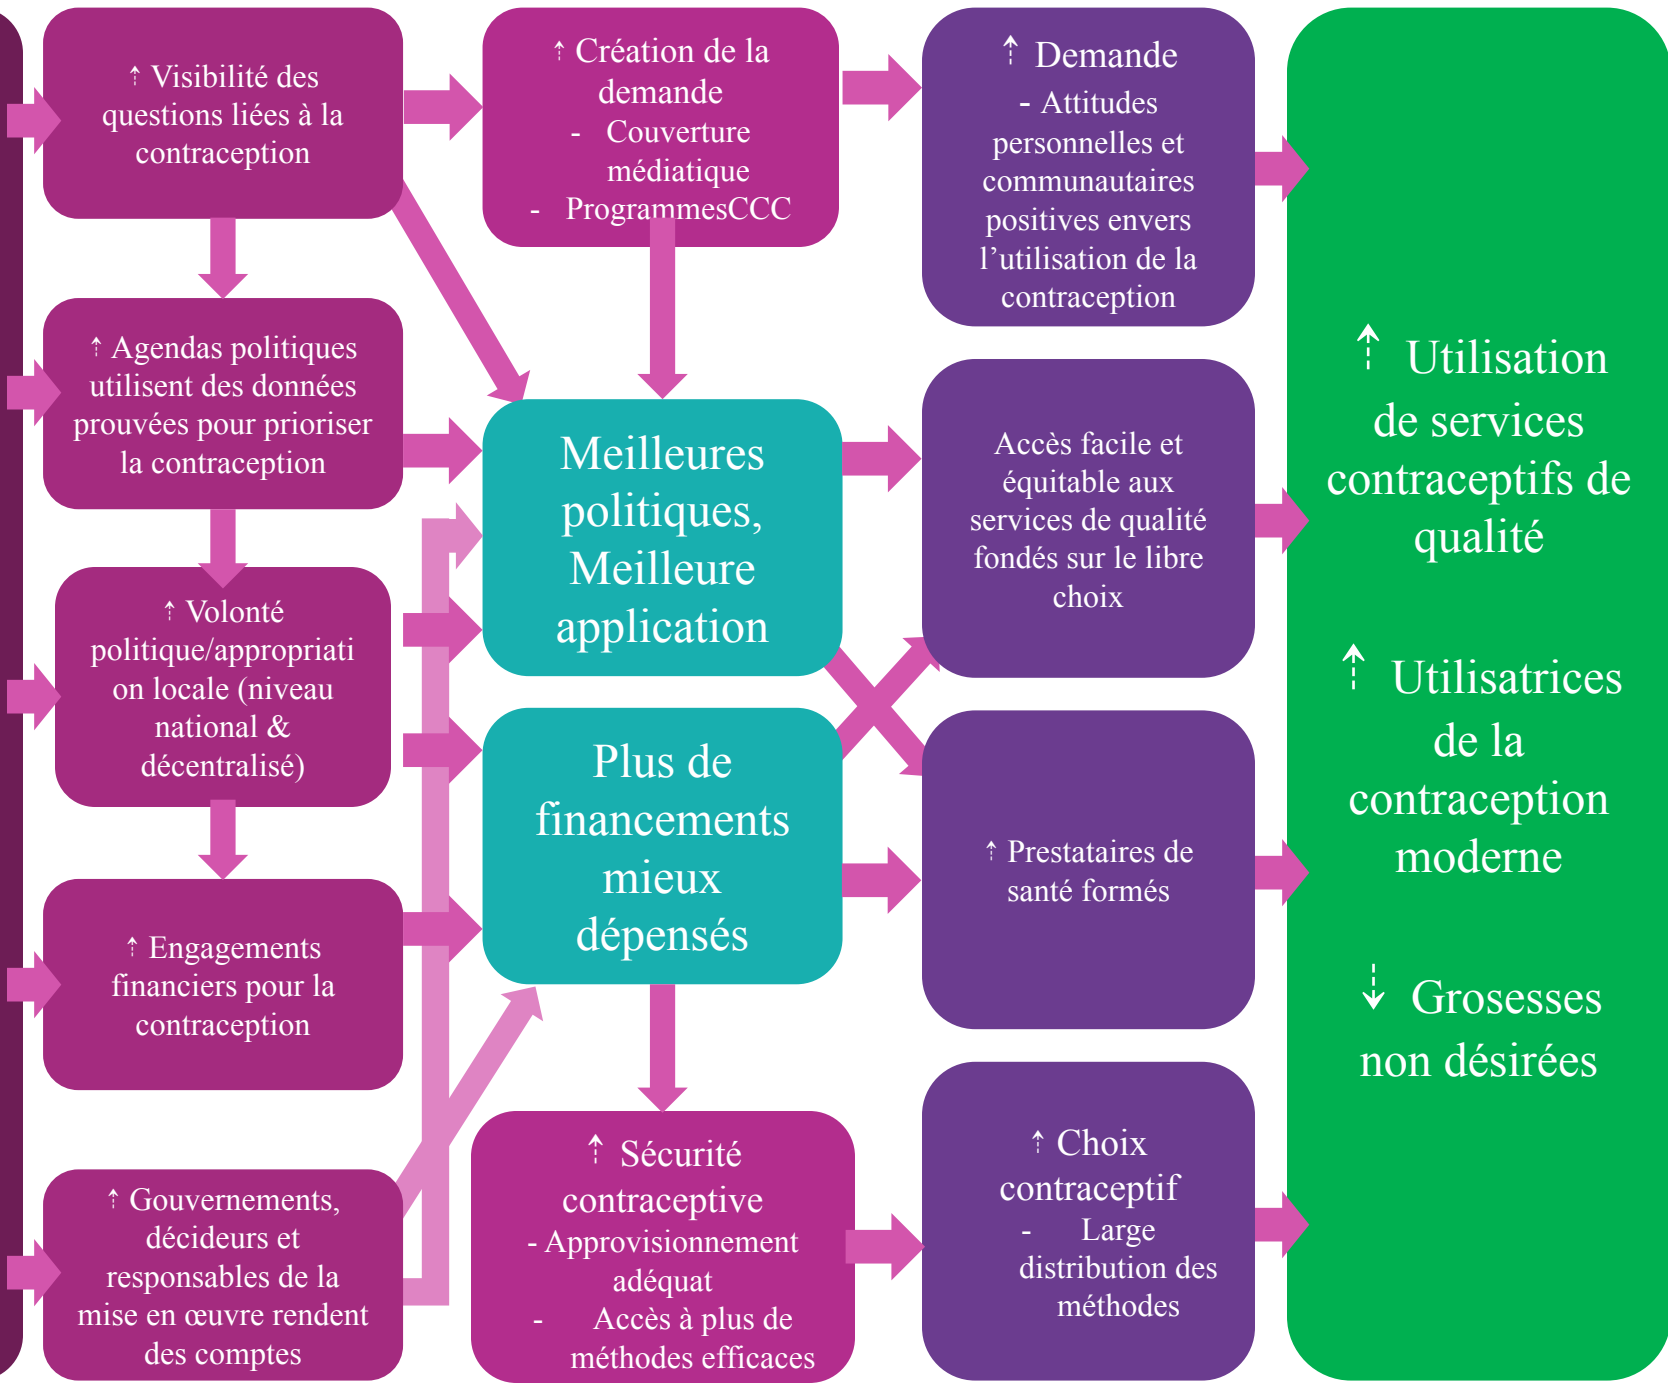 ↑ Visibilité des
questions liées à la
contraception
↑ Agendas politiques
utilisent des données
prouvées pour prioriser
la contraception
↑ Volonté
politique/appropriati
on locale (niveau
national &
décentralisé)
↑ Engagements
financiers pour la
contraception
↑ Gouvernements,
décideurs et
responsables de la
mise en œuvre rendent
des comptes
↑ Création de la
demande
- Couverture
médiatique
- ProgrammesCCC
Meilleures
politiques,
Meilleure
application
Plus de
financements
mieux
dépensés
↑ Sécurité
contraceptive
- Approvisionnement
adéquat
- Accès à plus de
méthodes efficaces
↑ Demande
- Attitudes
personnelles et
communautaires
positives envers
l’utilisation de la
contraception
Accès facile et
équitable aux
services de qualité
fondés sur le libre
choix
↑ Prestataires de
santé formés
↑ Choix
contraceptif
- Large
distribution des
méthodes
↑ Utilisation
de services
contraceptifs de
qualité
↑ Utilisatrices
de la
contraception
moderne
↓ Grosesses
non désirées